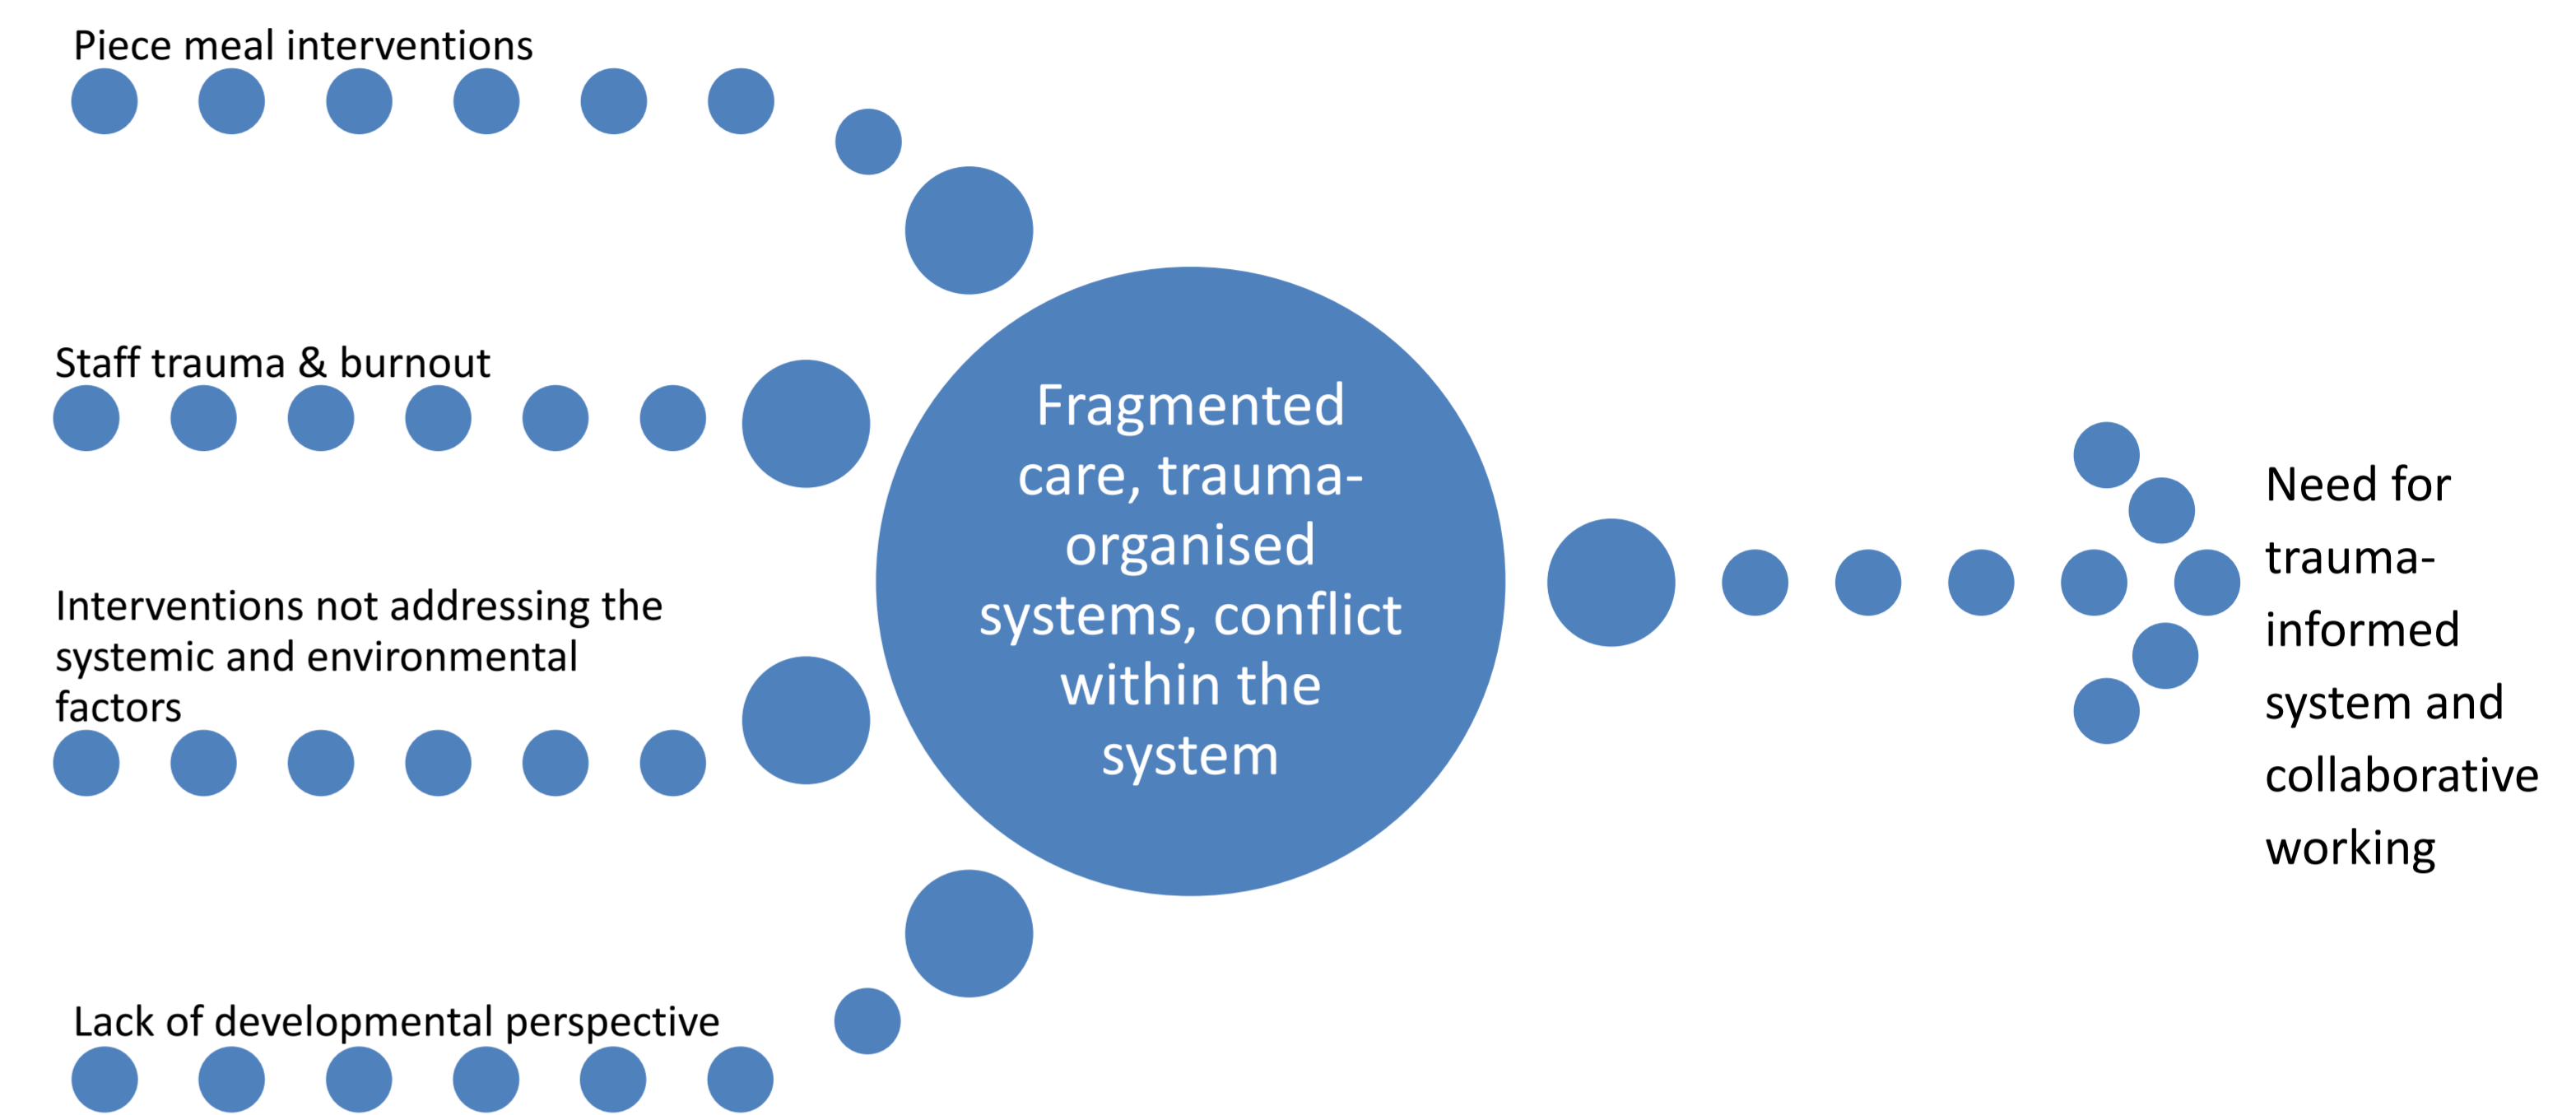 Piece meal interventions
Staff trauma & burnout
Interventions not addressing the
systemic and environmental
factors
Lack of developmental perspective
Fragmented
care, trauma-
organised
systems, conflict
within the
system
Need for
trauma-
informed
system and
collaborative
working